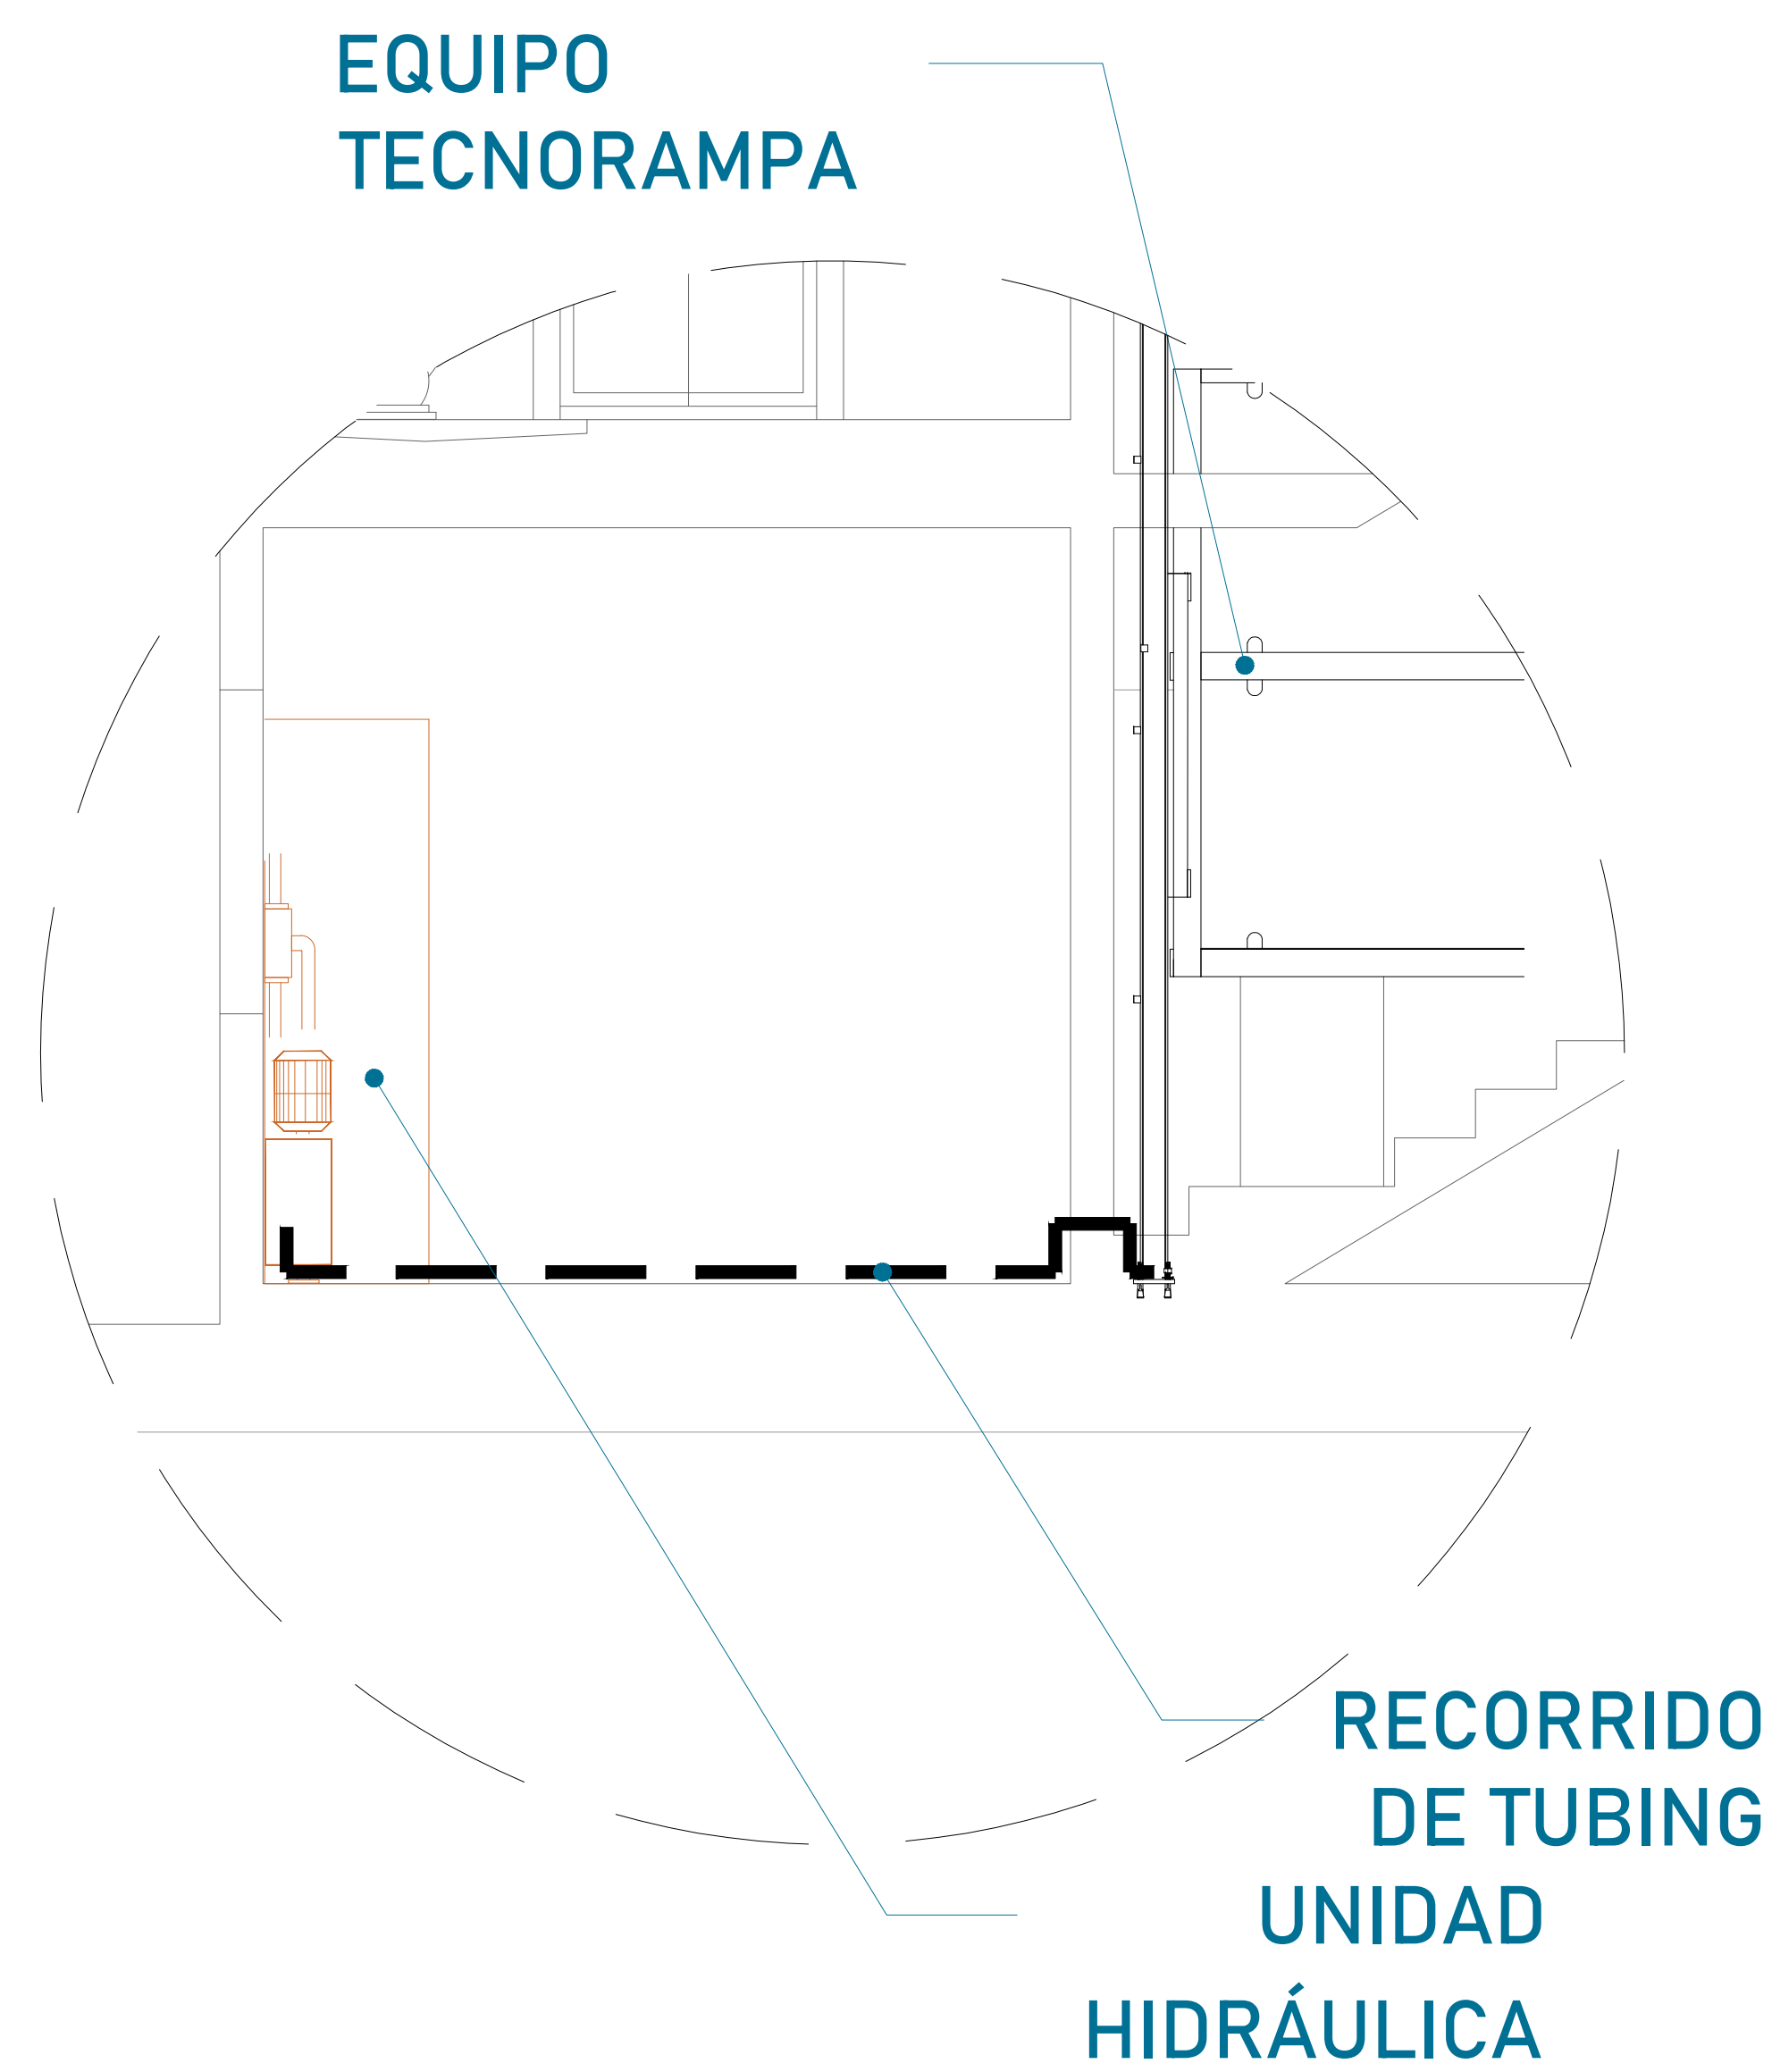 EQUIPO
TECNORAMPA
RECORRIDO
DE TUBING
UNIDAD
HIDRÁULICA